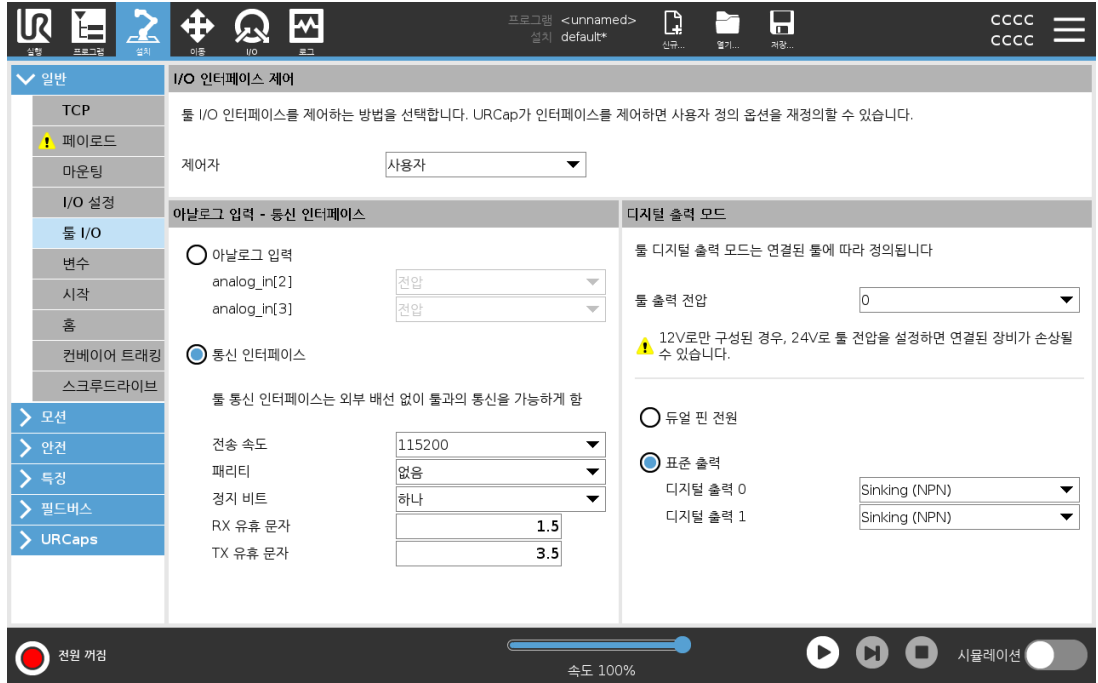 UR
실행
프로그램
설치
이동
I/O
로그
프로그램 <unnamed>
설치 default*
신규...
열기...
저장...
CCCC
CCCC
일반
TCP
페이로드
마운팅
I/O 설정
툴 I/O
변수
시작
홈
컨베이어 트래킹
스크루드라이브
모션
안전
특징
필드버스
URCaps
I/O 인터페이스 제어
툴 I/O 인터페이스를 제어하는 방법을 선택합니다. URCap가 인터페이스를 제어하면 사용자 정의 옵션을 재정의할 수 있습니다.
제어자 사용자
아날로그 입력 - 통신 인터페이스
아날로그 입력
analog_in[2] 전압
analog_in[3] 전압
통신 인터페이스
툴 통신 인터페이스는 외부 배선 없이 툴과의 통신을 가능하게 함
전송 속도 115200
패리티 없음
정지 비트 하나
RX 유휴 문자 1.5
TX 유휴 문자 3.5
디지털 출력 모드
툴 디지털 출력 모드는 연결된 툴에 따라 정의됩니다
툴 출력 전압 0
12V로만 구성된 경우, 24V로 툴 전압을 설정하면 연결된 장비가 손상될
수 있습니다.
듀얼 핀 전원
표준 출력
디지털 출력 0 Sinking (NPN)
디지털 출력 1 Sinking (NPN)
전원 꺼짐
속도 100%
시뮬레이션